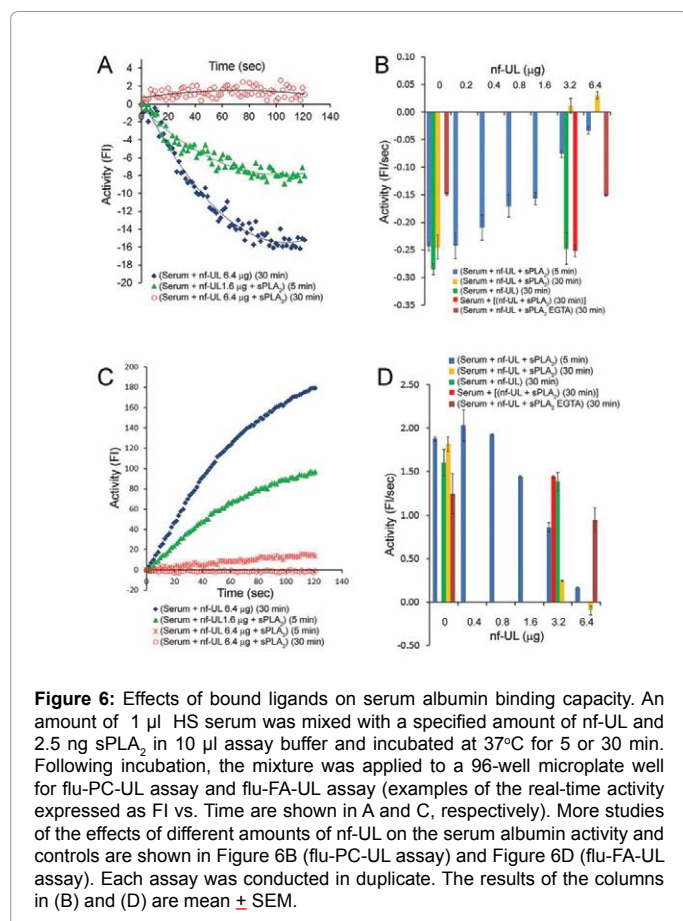 A
Time (sec)
0 20 40 60 80 100 120 140
4
2
0
-2
-4
-6
-8
-10
-12
-14
-16
-18
-20
Activity (FI)
(Serum + nf-UL 6.4 µg) (30 min)
(Serum + nf-UL1.6 µg + sPLA2) (5 min)
(Serum + nf-UL 6.4 µg + sPLA2) (30 min)
B
nf-UL (µg)
0 0.2 0.4 0.8 1.6 3.2 6.4
0.10
0.05
0.00
-0.05
-0.10
-0.15
-0.20
-0.25
-0.30
-0.35
Activity (FI/sec)
(Serum + nf-UL + sPLA2) (5 min)
(Serum + nf-UL + sPLA2) (30 min)
(Serum + nf-UL) (30 min)
Serum + [(nf-UL + sPLA2) (30 min)]
(Serum + nf-UL + sPLA2 EGTA) (30 min)
C
200
180
160
140
120
100
80
60
40
20
0
-20
Activity (FI)
0 20 40 60 80 100 120 140
Time (sec)
(Serum + nf-UL 6.4 µg) (30 min)
(Serum + nf-UL1.6 µg + sPLA2) (5 min)
(Serum + nf-UL 6.4 µg + sPLA2) (5 min)
(Serum + nf-UL 6.4 µg + sPLA2) (30 min)
D
(Serum + nf-UL + sPLA2) (5 min)
(Serum + nf-UL + sPLA2) (30 min)
(Serum + nf-UL) (30 min)
Serum + [(nf-UL + sPLA2) (30 min)]
(Serum + nf-UL + sPLA2 EGTA) (30 min)
2.50
2.00
1.50
1.00
0.50
0.00
-0.50
Activity (FI/sec)
0 0.4 0.8 1.6 3.2 6.4
nf-UL (µg)
Figure 6: Effects of bound ligands on serum albumin binding capacity. An
amount of 1 µl HS serum was mixed with a specified amount of nf-UL and
2.5 ng sPLA2 in 10 µl assay buffer and incubated at 37°C for 5 or 30 min.
Following incubation, the mixture was applied to a 96-well microplate well
for flu-PC-UL assay and flu-FA-UL assay (examples of the real-time activity
expressed as FI vs. Time are shown in A and C, respectively). More studies
of the effects of different amounts of nf-UL on the serum albumin activity and
controls are shown in Figure 6B (flu-PC-UL assay) and Figure 6D (flu-FA-UL
assay). Each assay was conducted in duplicate. The results of the columns
in (B) and (D) are mean ± SEM.